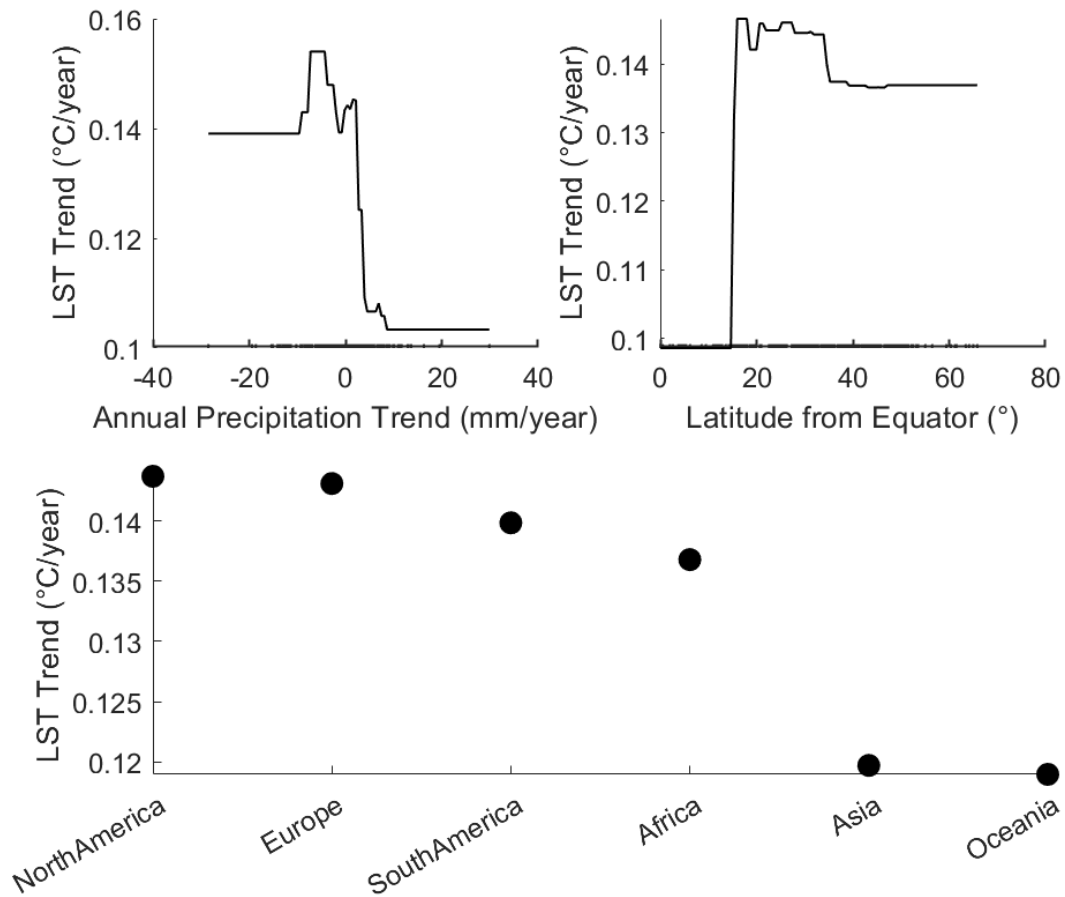 0.16
0.14
0.12
0.1
LST Trend (°C/year)
-40 -20 0 20 40
Annual Precipitation Trend (mm/year)
0.14
0.13
0.12
0.11
0.1
LST Trend (°C/year)
0 20 40 60 80
Latitude from Equator (°)
0.14
0.135
0.13
0.125
0.12
LST Trend (°C/year)
NorthAmerica
Europe
SouthAmerica
Africa
Asia
Oceania